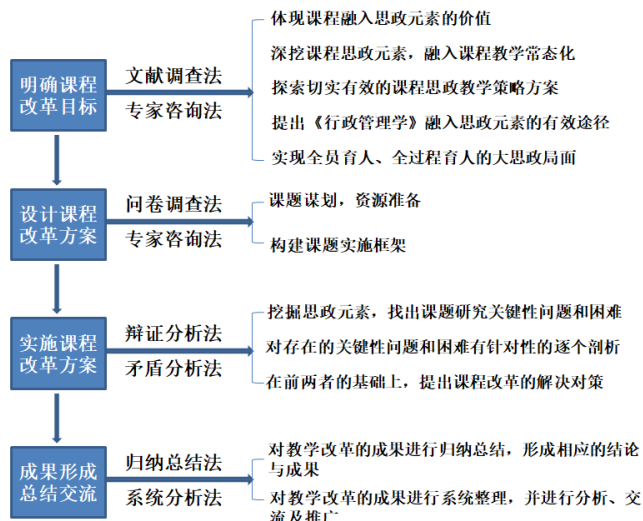 体现课程融入思政元素的价值
深挖课程思政元素，融入课程教学常态化
明确课程
改革目标
文献调查法
专家咨询法
探索切实有效的课程思政教学策略方案
提出《行政管理学》融入思政元素的有效途径
实现全员育人、全过程育人的大思政局面
设计课程
改革方案
问卷调查法
专家咨询法
课题谋划，资源准备
构建课题实施框架
实施课程
改革方案
辩证分析法
矛盾分析法
挖掘思政元素，找出课题研究关键性问题和困难
对存在的关键性问题和困难有针对性的逐个剖析
在前两者的基础上，提出课程改革的解决对策
成果形成
总结交流
归纳总结法
系统分析法
对教学改革的成果进行归纳总结，形成相应的结论
与成果
对教学改革的成果进行系统整理，并进行分析、交
流及推广